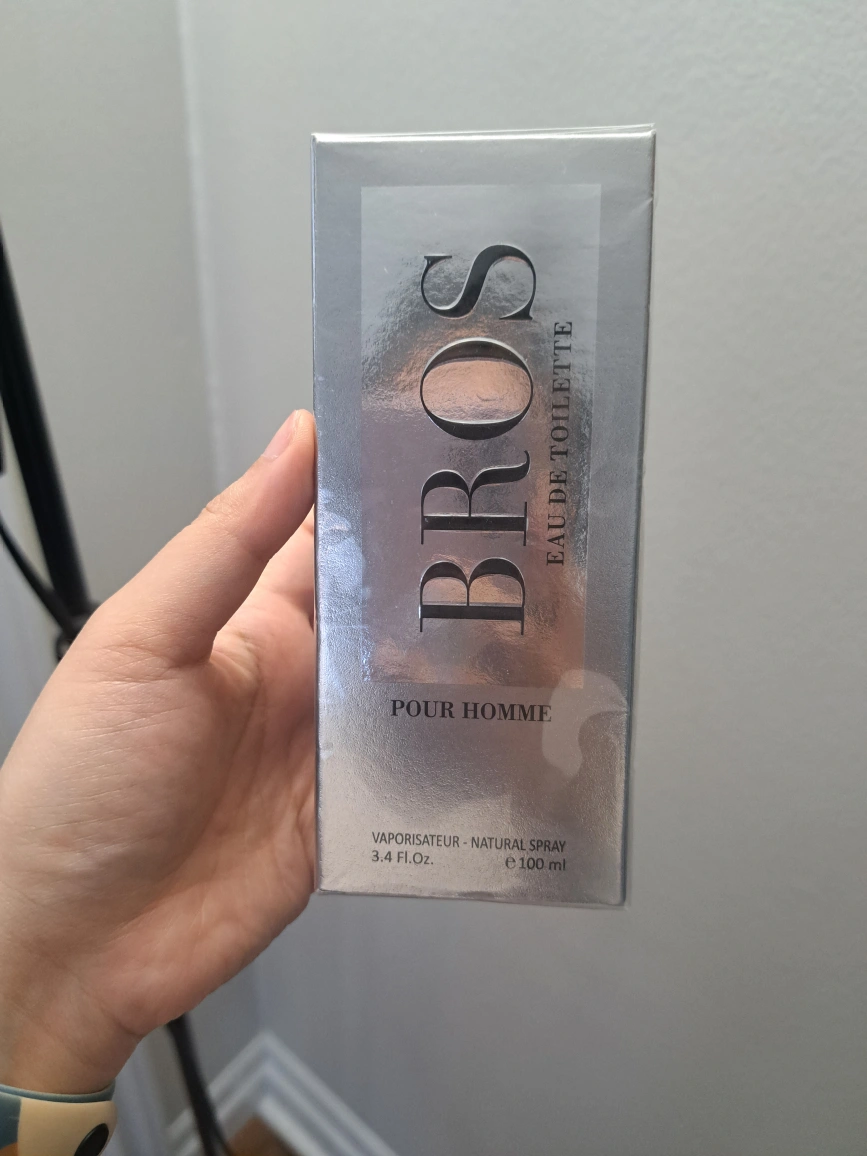 BROS
EAU DE TOILETTE
POUR HOMME
VAPORISATEUR - NATURAL SPRAY
3.4 Fl.Oz. ℮ 100 ml